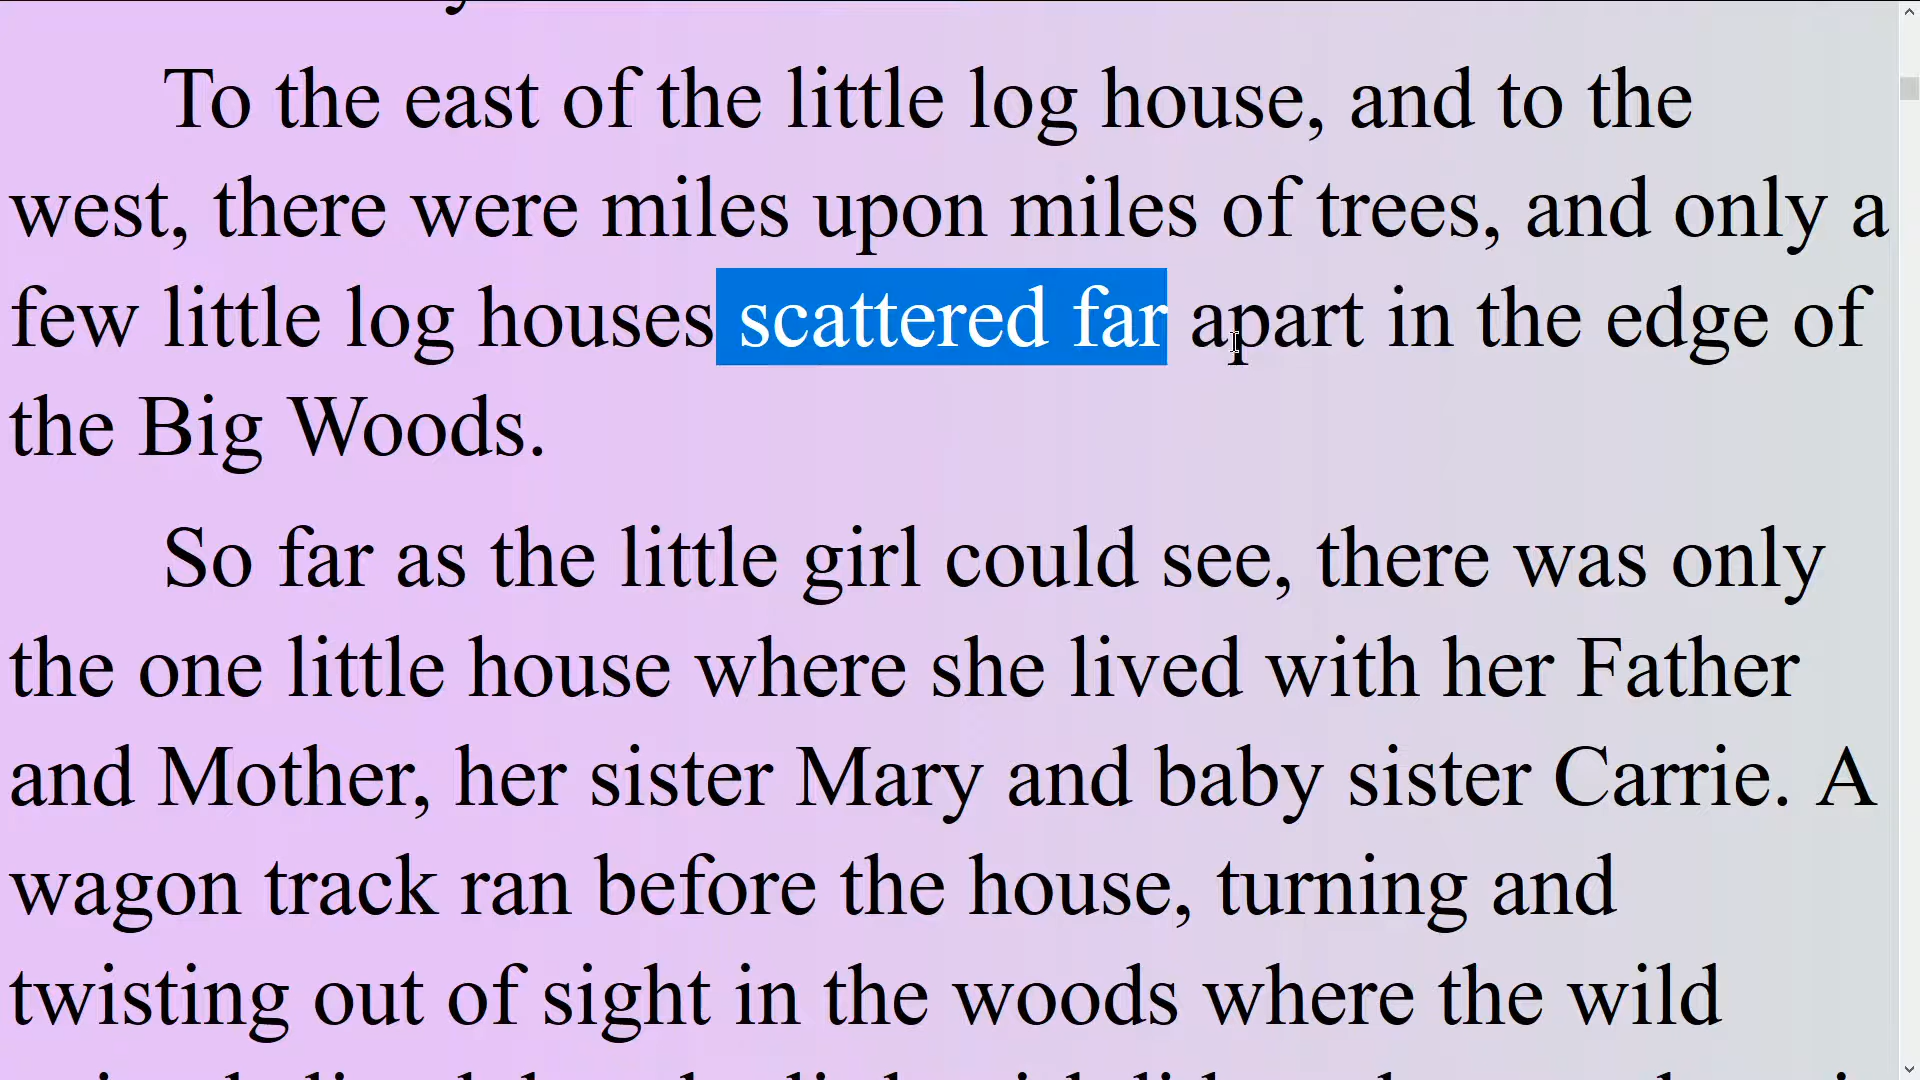 To the east of the little log house, and to the
west, there were miles upon miles of trees, and only a
few little log houses scattered far apart in the edge of
the Big Woods.
So far as the little girl could see, there was only
the one little house where she lived with her Father
and Mother, her sister Mary and baby sister Carrie. A
wagon track ran before the house, turning and
twisting out of sight in the woods where the wild